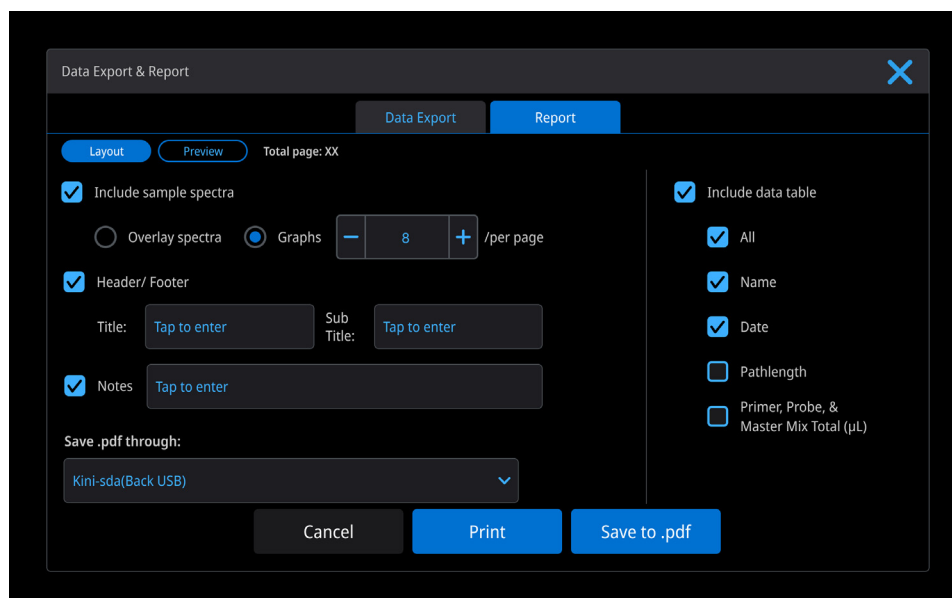 Data Export & Report
Data Export
Report
Layout
Preview
Total page: XX
Include sample spectra
Overlay spectra
Graphs
8
/per page
Header/ Footer
Title:
Tap to enter
Sub
Title:
Tap to enter
Notes
Tap to enter
Save .pdf through:
Kini-sda(Back USB)
Include data table
All
Name
Date
Pathlength
Primer, Probe, &
Master Mix Total (µL)
Cancel
Print
Save to .pdf